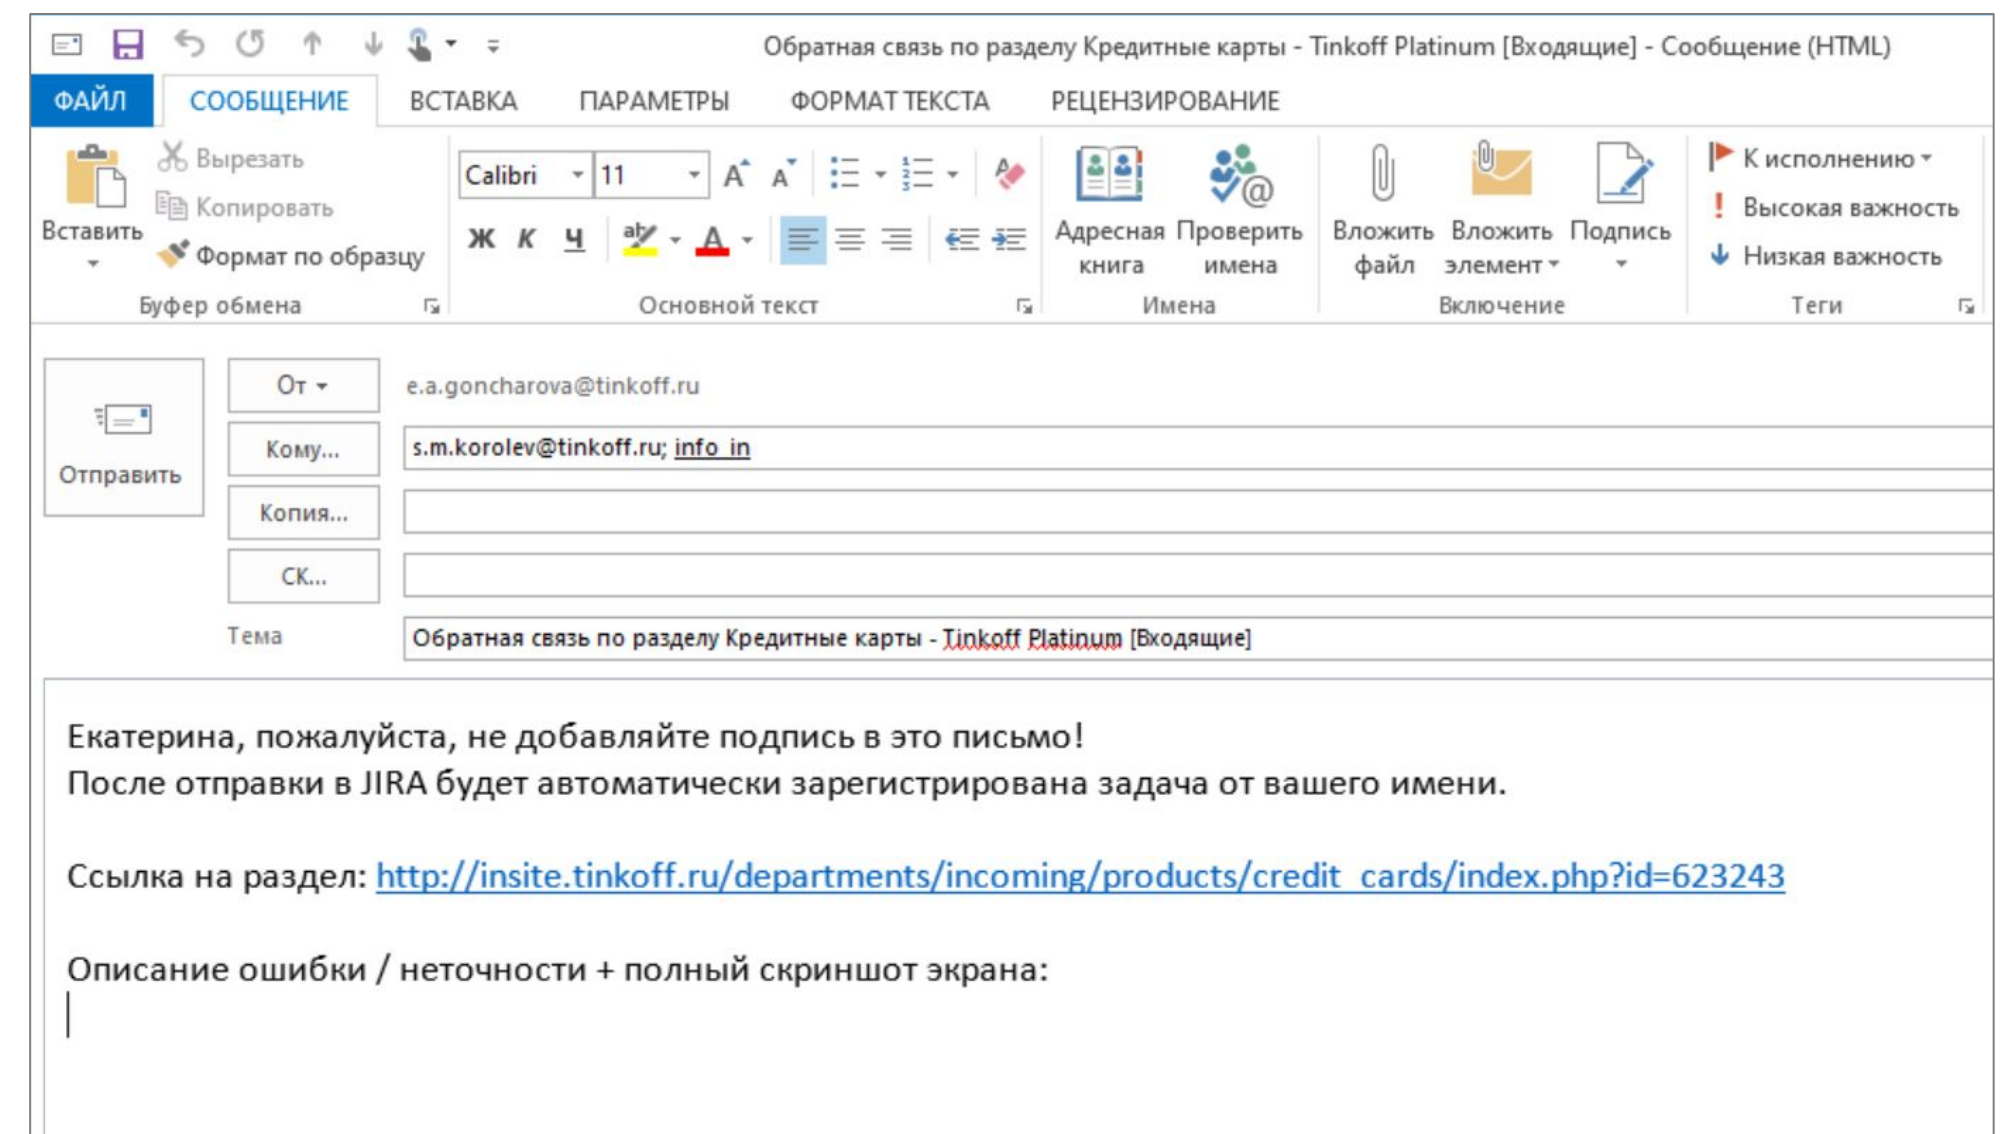 Обратная связь по разделу Кредитные карты - Tinkoff Platinum [Входящие] - Сообщение (HTML)
ФАЙЛ СООБЩЕНИЕ ВСТАВКА ПАРАМЕТРЫ ФОРМАТ ТЕКСТА РЕЦЕНЗИРОВАНИЕ
Вставить
Вырезать
Копировать
Формат по образцу
Буфер обмена
Calibri 11
Ж К Ч
Основной текст
Адресная книга
Проверить имена
Имена
Вложить файл
Вложить элемент
Подпись
Включение
К исполнению
Высокая важность
Низкая важность
Теги
Отправить
От e.a.goncharova@tinkoff.ru
Кому... s.m.korolev@tinkoff.ru; info_in
Копия...
СК...
Тема Обратная связь по разделу Кредитные карты - Tinkoff Platinum [Входящие]
Екатерина, пожалуйста, не добавляйте подпись в это письмо!
После отправки в JIRA будет автоматически зарегистрирована задача от вашего имени.
Ссылка на раздел: http://insite.tinkoff.ru/departments/incoming/products/credit_cards/index.php?id=623243
Описание ошибки / неточности + полный скриншот экрана: